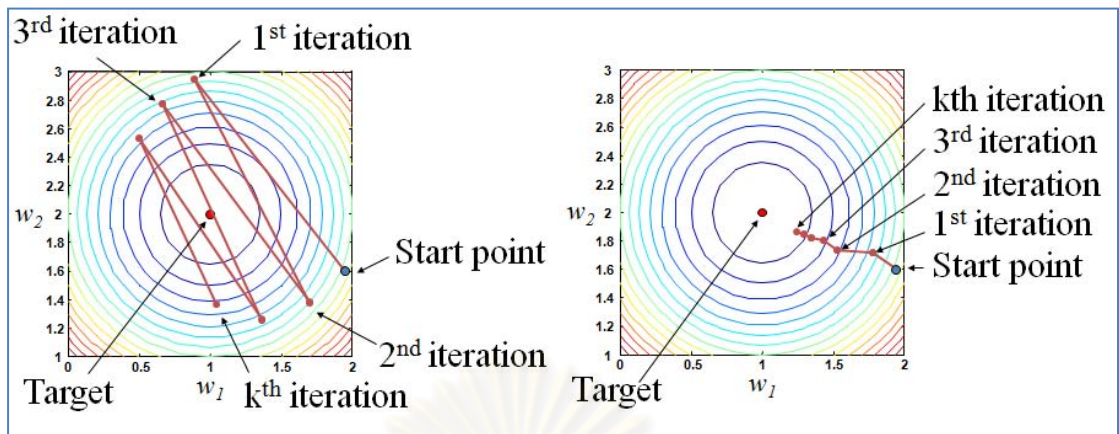 3rd iteration
1st iteration
3
2.8
2.6
2.4
2.2
2
1.8
1.6
1.4
1.2
1
w2
0
0.5
1
1.5
2
w1
Start point
2nd iteration
kth iteration
Target
3
2.8
2.6
2.4
2.2
2
1.8
1.6
1.4
1.2
1
w2
0
0.5
1
1.5
2
w1
kth iteration
3rd iteration
2nd iteration
1st iteration
Start point
Target